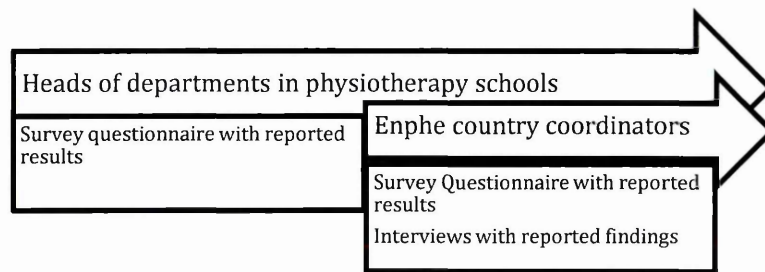 Heads of departments in physiotherapy schools
Survey questionnaire with reported
results
Enphe country coordinators
Survey Questionnaire with reported
results
Interviews with reported findings